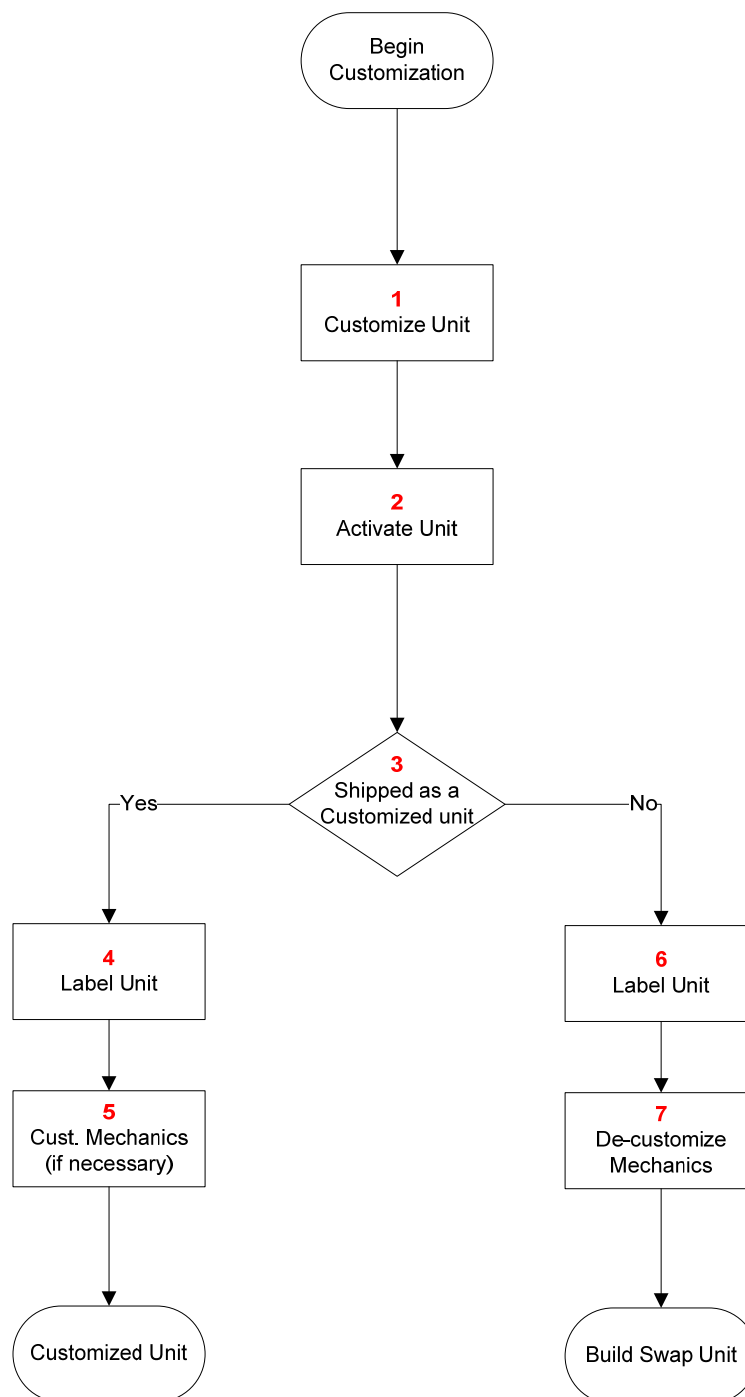 Begin
Customization
1
Customize Unit
2
Activate Unit
3
Shipped as a
Customized unit
Yes
No
4
Label Unit
6
Label Unit
5
Cust. Mechanics
(if necessary)
7
De-customize
Mechanics
Customized Unit
Build Swap Unit